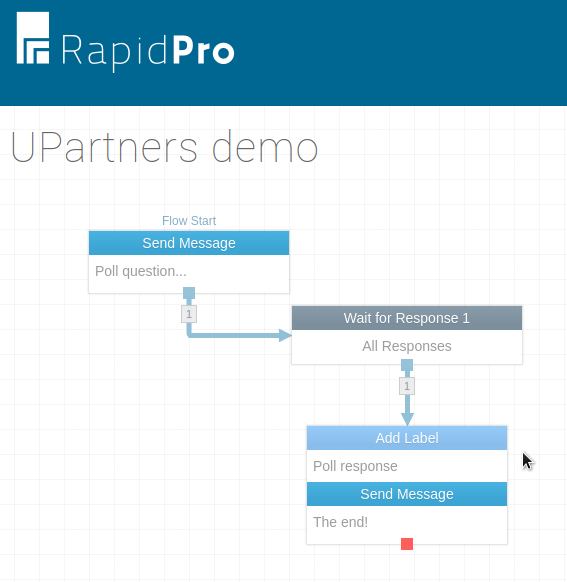 RapidPro
UPartners demo
Flow Start
Send Message
Poll question...
1
Wait for Response 1
All Responses
1
Add Label
Poll response
Send Message
The end!